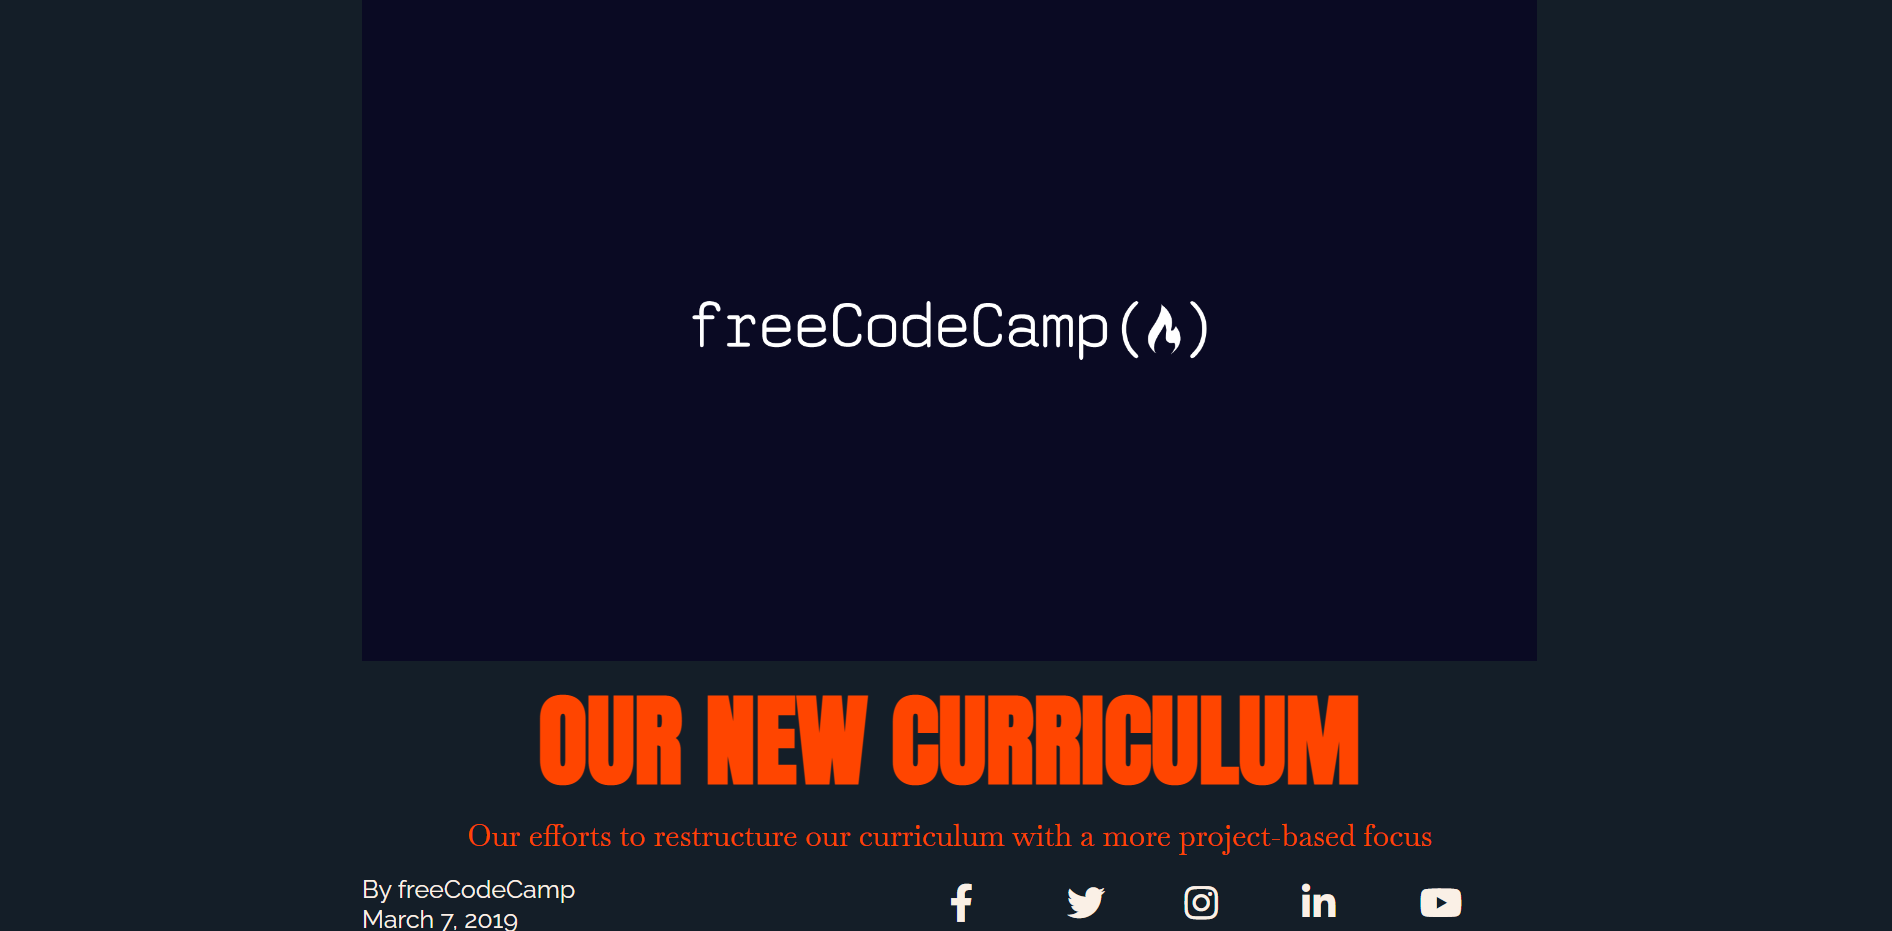 freeCodeCamp()
OUR NEW CURRICULUM
Our efforts to restructure our curriculum with a more project-based focus
By freeCodeCamp
March 7, 2019